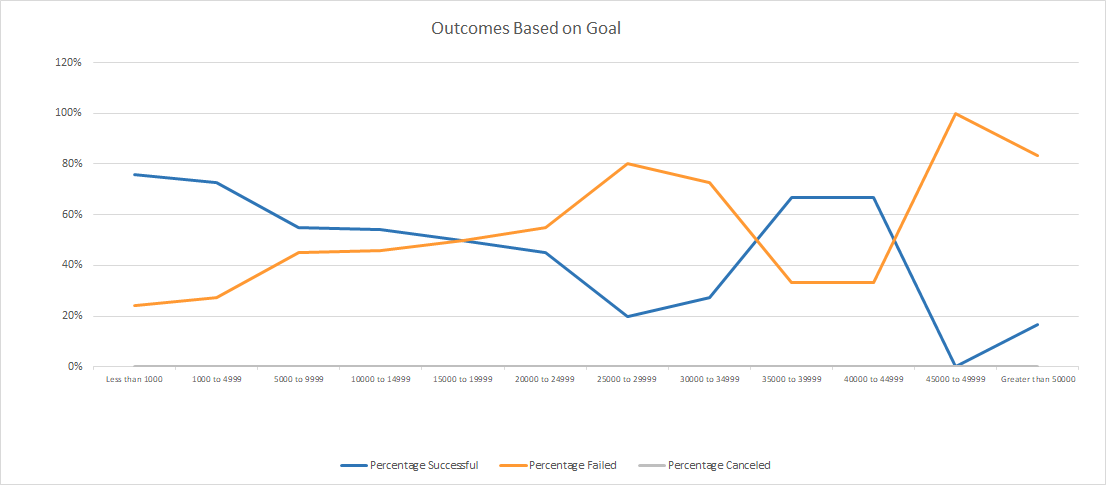 Outcomes Based on Goal
120%
100%
80%
60%
40%
20%
0%
Less than 1000 1000 to 4999 5000 to 9999 10000 to 14999 15000 to 19999 20000 to 24999 25000 to 29999 30000 to 34999 35000 to 39999 40000 to 44999 45000 to 49999 Greater than 50000
Percentage Successful Percentage Failed Percentage Canceled